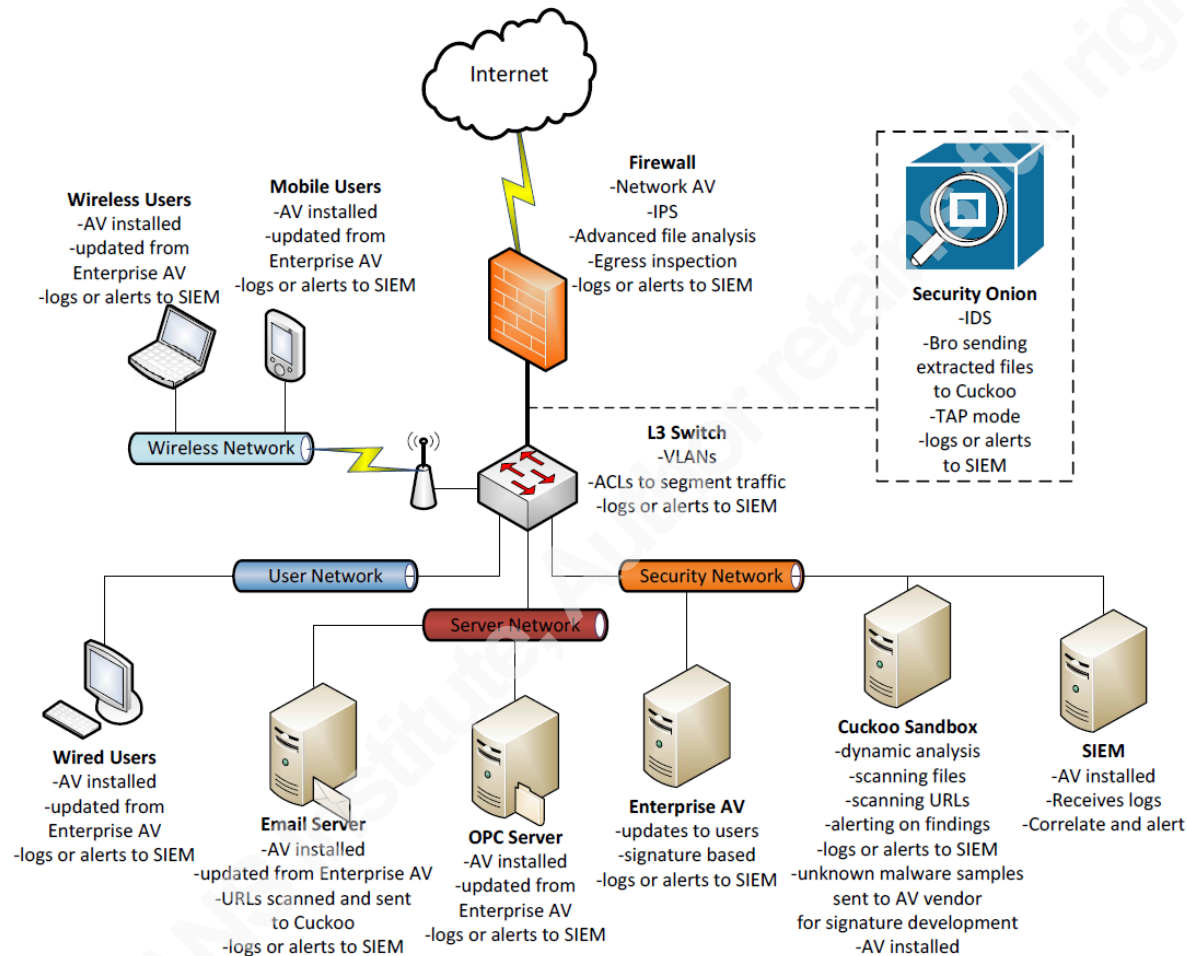 Internet
Firewall
-Network AV
-IPS
-Advanced file analysis
-Egress inspection
-logs or alerts to SIEM
Wireless Users
-AV installed
-updated from
Enterprise AV
-logs or alerts to SIEM
Mobile Users
-AV installed
-updated from
Enterprise AV
-logs or alerts to SIEM
Security Onion
-IDS
-Bro sending
extracted files
to Cuckoo
-TAP mode
-logs or alerts
to SIEM
Wireless Network
L3 Switch
-VLANs
-ACLs to segment traffic
-logs or alerts to SIEM
User Network
Server Network
Security Network
Wired Users
-AV installed
-updated from
Enterprise AV
-logs or alerts to SIEM
Email Server
-AV installed
-updated from Enterprise AV
-URLs scanned and sent
to Cuckoo
-logs or alerts to SIEM
OPC Server
-AV installed
-updated from
Enterprise AV
-logs or alerts to SIEM
Enterprise AV
-updates to users
-signature based
-logs or alerts to SIEM
Cuckoo Sandbox
-dynamic analysis
-scanning files
-scanning URLs
-alerting on findings
-logs or alerts to SIEM
-unknown malware samples
sent to AV vendor
for signature development
-AV installed
SIEM
-AV installed
-Receives logs
-Correlate and alert
Institute, Author retains full